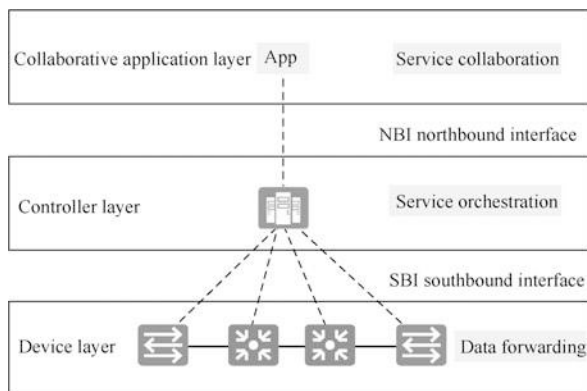 Collaborative application layer App Service collaboration
NBI northbound interface
Controller layer Service orchestration
SBI southbound interface
Device layer Data forwarding